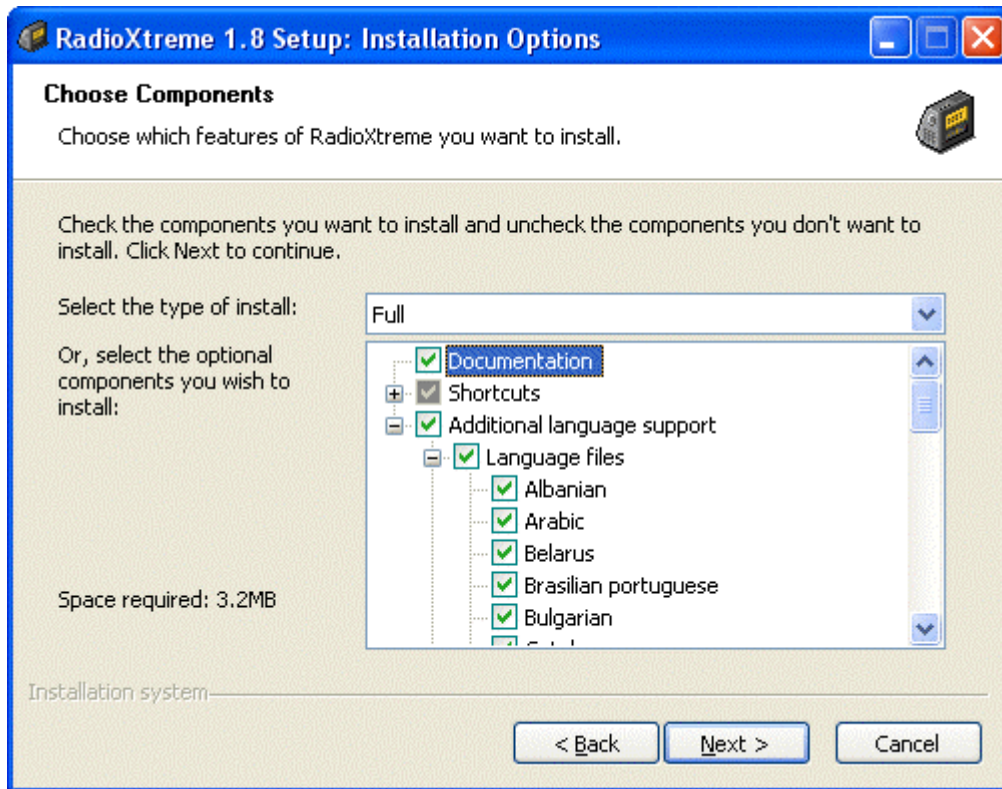 RadioXtreme 1.8 Setup: Installation Options
Choose Components
Choose which features of RadioXtreme you want to install.
Check the components you want to install and uncheck the components you don't want to
install. Click Next to continue.
Select the type of install:
Full
Or, select the optional
components you wish to
install:
Documentation
Shortcuts
Additional language support
Language files
Albanian
Arabic
Belarus
Brasilian portuguese
Bulgarian
Space required: 3.2MB
Installation system
< Back
Next >
Cancel